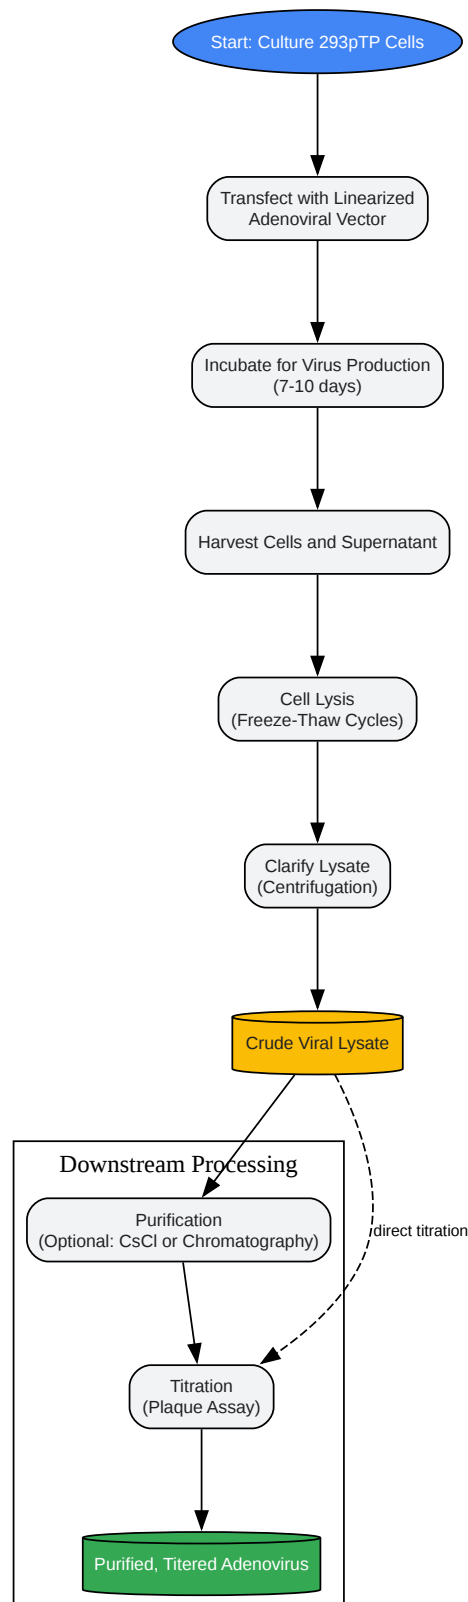 Start: Culture 293pTP Cells
Transfect with Linearized
Adenoviral Vector
Incubate for Virus Production
(7-10 days)
Harvest Cells and Supernatant
Cell Lysis
(Freeze-Thaw Cycles)
Clarify Lysate
(Centrifugation)
Crude Viral Lysate
Downstream Processing
Purification
(Optional: CsCl or Chromatography)
direct titration
Titration
(Plaque Assay)
Purified, Titered Adenovirus